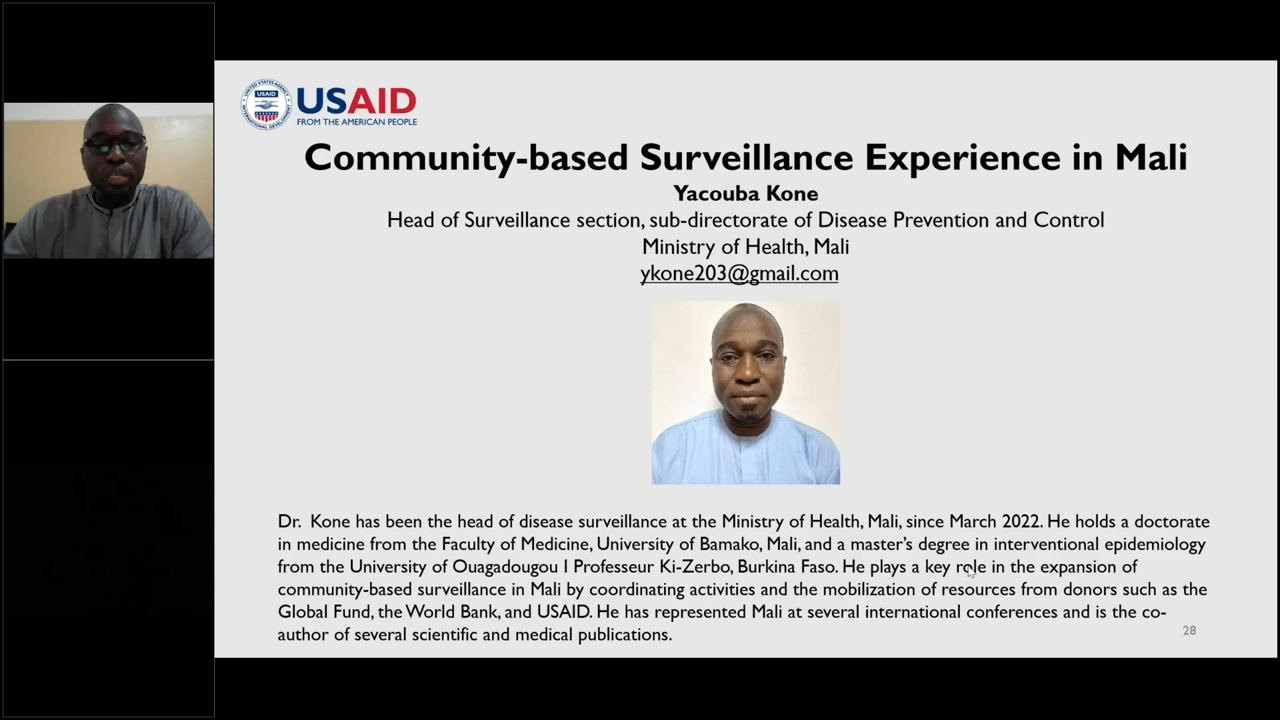 USAID
FROM THE AMERICAN PEOPLE
Community-based Surveillance Experience in Mali
Yacouba Kone
Head of Surveillance section, sub-directorate of Disease Prevention and Control
Ministry of Health, Mali
ykone203@gmail.com
Dr. Kone has been the head of disease surveillance at the Ministry of Health, Mali, since March 2022. He holds a doctorate
in medicine from the Faculty of Medicine, University of Bamako, Mali, and a master's degree in interventional epidemiology
from the University of Ouagadougou I Professeur Ki-Zerbo, Burkina Faso. He plays a key role in the expansion of
community-based surveillance in Mali by coordinating activities and the mobilization of resources from donors such as the
Global Fund, the World Bank, and USAID. He has represented Mali at several international conferences and is the co-
author of several scientific and medical publications.
28